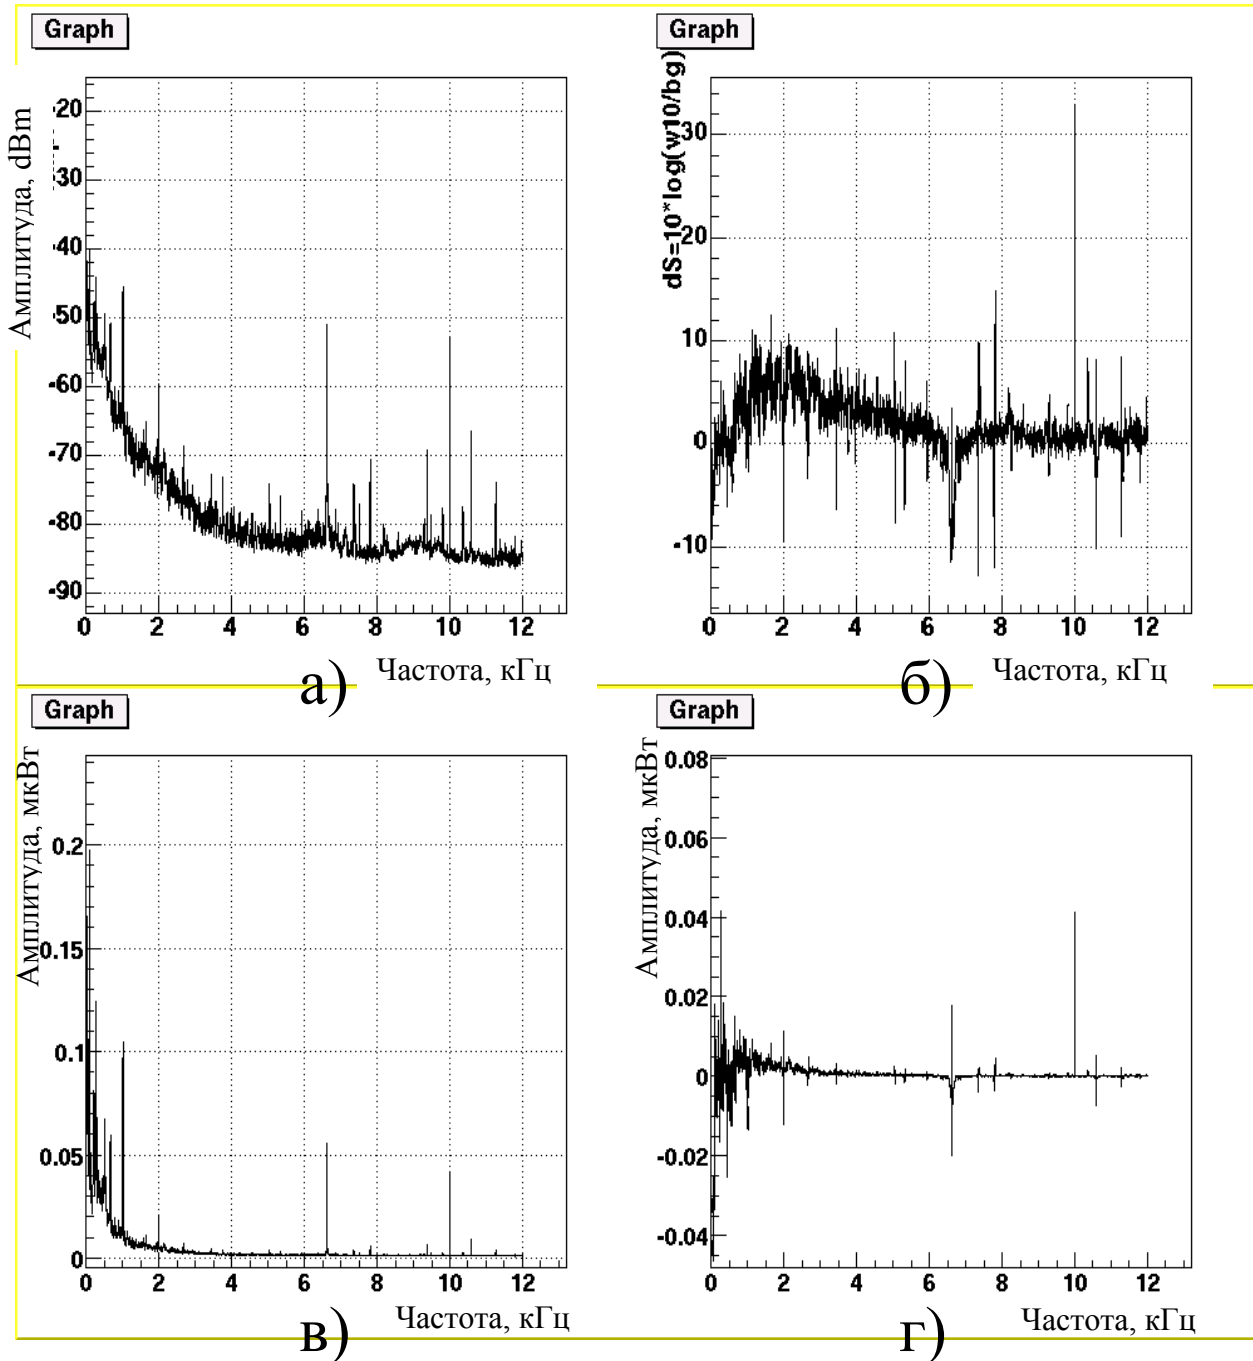 Graph
Амплитуда, dBm
-20
-30
-40
-50
-60
-70
-80
-90
0 2 4 6 8 10 12
Частота, кГц
а)
Graph
dS=10*log(w10/bg)
30
20
10
0
-10
0 2 4 6 8 10 12
Частота, кГц
б)
Graph
Амплитуда, мкВт
0.2
0.15
0.1
0.05
0
0 2 4 6 8 10 12
Частота, кГц
в)
Graph
Амплитуда, мкВт
0.08
0.06
0.04
0.02
0
-0.02
-0.04
0 2 4 6 8 10 12
Частота, кГц
г)